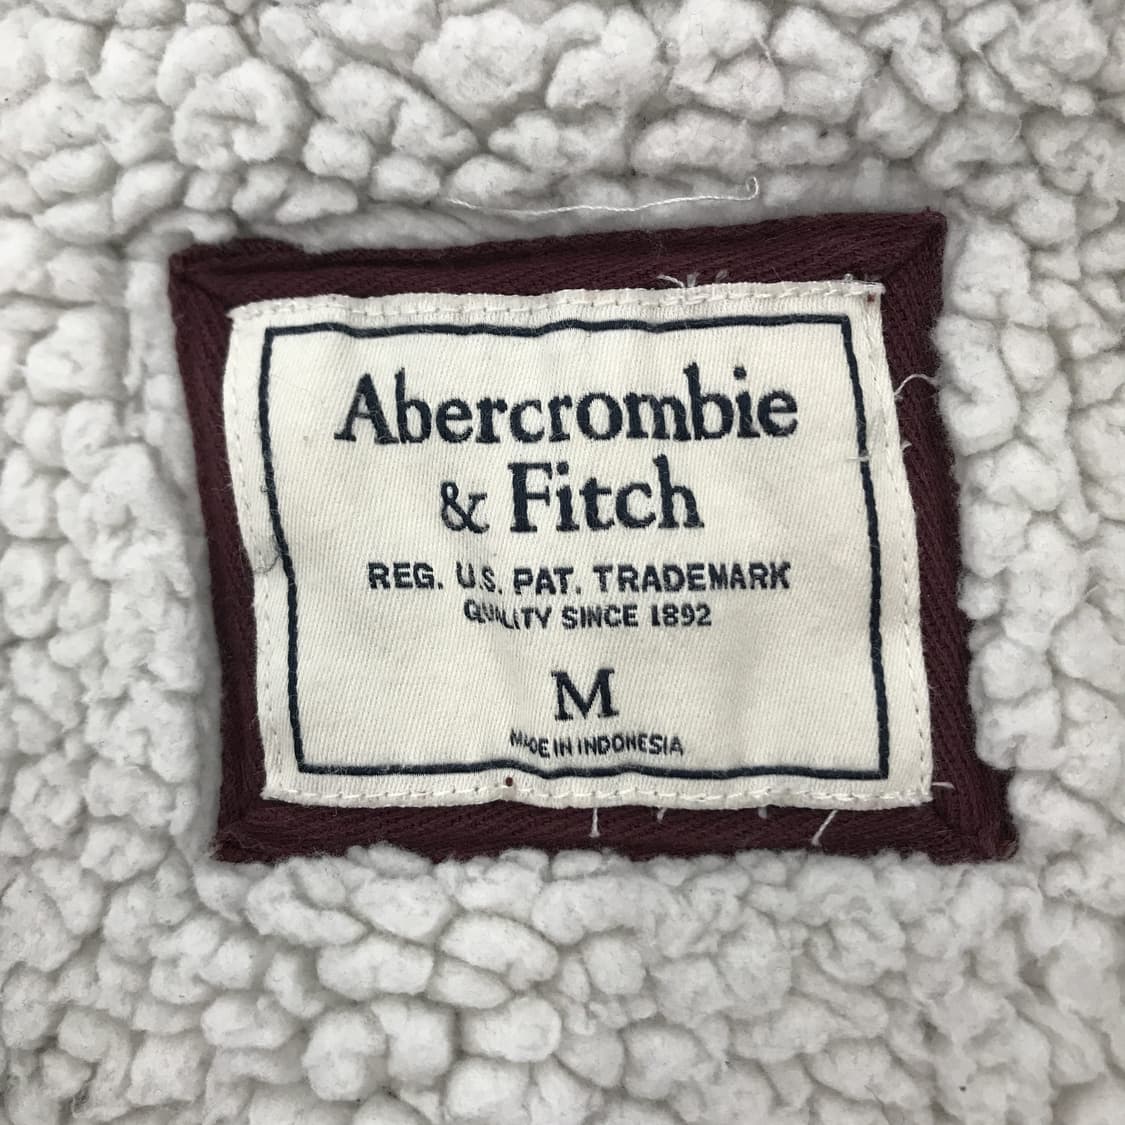 Abercrombie
& Fitch
REG. U.S. PAT. TRADEMARK
QUALITY SINCE 1892
M
MADE IN INDONESIA